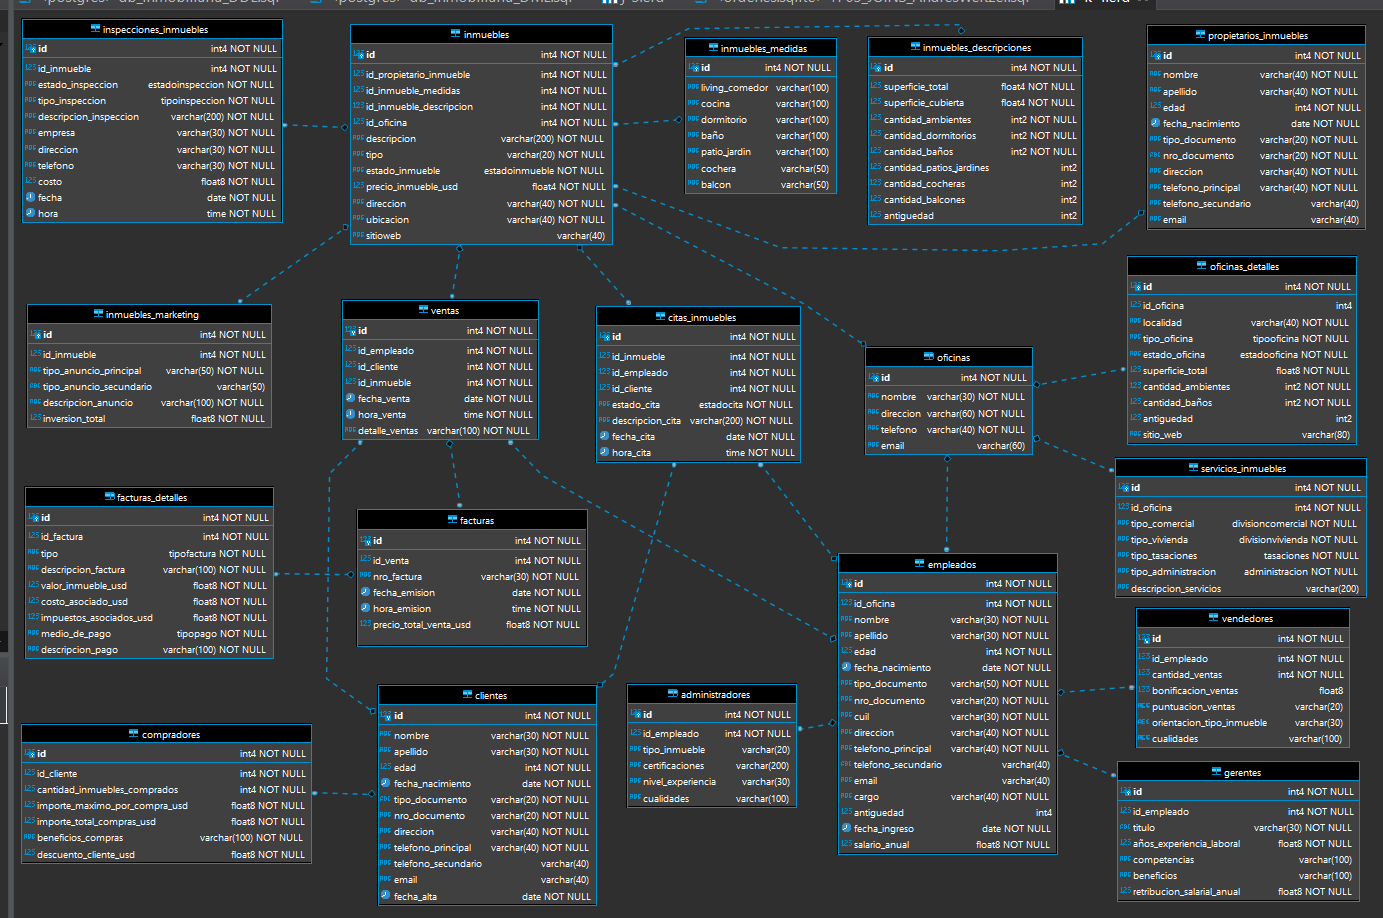 inspecciones_inmuebles
id int4 NOT NULL
id_inmueble int4 NOT NULL
estado_inspeccion estadoinspeccion NOT NULL
tipo_inspeccion tipoinspeccion NOT NULL
descripcion_inspeccion varchar(200) NOT NULL
empresa varchar(30) NOT NULL
direccion varchar(30) NOT NULL
telefono varchar(30) NOT NULL
costo float8 NOT NULL
fecha date NOT NULL
hora time NOT NULL
inmuebles
id int4 NOT NULL
id_propietario_inmueble int4 NOT NULL
id_inmueble_medidas int4 NOT NULL
id_inmueble_descripcion int4 NOT NULL
id_oficina int4 NOT NULL
descripcion varchar(200) NOT NULL
tipo varchar(20) NOT NULL
estado_inmueble estadoinmueble NOT NULL
precio_inmueble_usd float4 NOT NULL
direccion varchar(40) NOT NULL
ubicacion varchar(40) NOT NULL
sitioweb varchar(40)
inmuebles_medidas
id int4 NOT NULL
living_comedor varchar(100)
cocina varchar(100)
dormitorio varchar(100)
baño varchar(100)
patio_jardin varchar(100)
cochera varchar(50)
balcon varchar(50)
inmuebles_descripciones
id int4 NOT NULL
superficie_total float4 NOT NULL
superficie_cubierta float4 NOT NULL
cantidad_ambientes int2 NOT NULL
cantidad_dormitorios int2 NOT NULL
cantidad_baños int2 NOT NULL
cantidad_patios_jardines int2
cantidad_cocheras int2
cantidad_balcones int2
antiguedad int2
propietarios_inmuebles
id int4 NOT NULL
nombre varchar(40) NOT NULL
apellido varchar(40) NOT NULL
edad int4 NOT NULL
fecha_nacimiento date NOT NULL
tipo_documento varchar(20) NOT NULL
nro_documento varchar(20) NOT NULL
direccion varchar(40) NOT NULL
telefono_principal varchar(40) NOT NULL
telefono_secundario varchar(40)
email varchar(40)
inmuebles_marketing
id int4 NOT NULL
id_inmueble int4 NOT NULL
tipo_anuncio_principal varchar(50) NOT NULL
tipo_anuncio_secundario varchar(50)
descripcion_anuncio varchar(100) NOT NULL
inversion_total float8 NOT NULL
ventas
id int4 NOT NULL
id_empleado int4 NOT NULL
id_cliente int4 NOT NULL
id_inmueble int4 NOT NULL
fecha_venta date NOT NULL
hora_venta time NOT NULL
detalle_ventas varchar(100) NOT NULL
citas_inmuebles
id int4 NOT NULL
id_inmueble int4 NOT NULL
id_empleado int4 NOT NULL
id_cliente int4 NOT NULL
estado_cita estadocita NOT NULL
descripcion_cita varchar(200) NOT NULL
fecha_cita date NOT NULL
hora_cita time NOT NULL
oficinas
id int4 NOT NULL
nombre varchar(30) NOT NULL
direccion varchar(60) NOT NULL
telefono varchar(40) NOT NULL
email varchar(60)
oficinas_detalles
id int4 NOT NULL
id_oficina int4
localidad varchar(40) NOT NULL
tipo_oficina tipooficina NOT NULL
estado_oficina estadooficina NOT NULL
superficie_total float8 NOT NULL
cantidad_ambientes int2 NOT NULL
cantidad_baños int2 NOT NULL
antiguedad int2
sitio_web varchar(80)
servicios_inmuebles
id int4 NOT NULL
id_oficina int4 NOT NULL
tipo_comercial divisioncomercial NOT NULL
tipo_vivienda divisionvivienda NOT NULL
tipo_tasaciones tasaciones NOT NULL
tipo_administracion administracion NOT NULL
descripcion_servicios varchar(200)
facturas_detalles
id int4 NOT NULL
id_factura int4 NOT NULL
tipo tipofactura NOT NULL
descripcion_factura varchar(100) NOT NULL
valor_inmueble_usd float8 NOT NULL
costo_asociado_usd float8 NOT NULL
impuestos_asociados_usd float8 NOT NULL
medio_de_pago tipopago NOT NULL
descripcion_pago varchar(100) NOT NULL
facturas
id int4 NOT NULL
id_venta int4 NOT NULL
nro_factura varchar(30) NOT NULL
fecha_emision date NOT NULL
hora_emision time NOT NULL
precio_total_venta_usd float8 NOT NULL
empleados
id int4 NOT NULL
id_oficina int4 NOT NULL
nombre varchar(30) NOT NULL
apellido varchar(30) NOT NULL
edad int4 NOT NULL
fecha_nacimiento date NOT NULL
tipo_documento varchar(50) NOT NULL
nro_documento varchar(20) NOT NULL
cuil varchar(30) NOT NULL
direccion varchar(40) NOT NULL
telefono_principal varchar(40) NOT NULL
telefono_secundario varchar(40)
email varchar(40)
cargo varchar(40) NOT NULL
antiguedad int4
fecha_ingreso date NOT NULL
salario_anual float8 NOT NULL
vendedores
id int4 NOT NULL
id_empleado int4 NOT NULL
cantidad_ventas int4 NOT NULL
bonificacion_ventas float8
puntuacion_ventas varchar(20)
orientacion_tipo_inmueble varchar(30)
cualidades varchar(100)
clientes
id int4 NOT NULL
nombre varchar(30) NOT NULL
apellido varchar(30) NOT NULL
edad int4 NOT NULL
fecha_nacimiento date NOT NULL
tipo_documento varchar(20) NOT NULL
nro_documento varchar(20) NOT NULL
direccion varchar(40) NOT NULL
telefono_principal varchar(40) NOT NULL
telefono_secundario varchar(40)
email varchar(40)
fecha_alta date NOT NULL
administradores
id int4 NOT NULL
id_empleado int4 NOT NULL
tipo_inmueble varchar(20)
certificaciones varchar(200)
nivel_experiencia varchar(30)
cualidades varchar(100)
compradores
id int4 NOT NULL
id_cliente int4 NOT NULL
cantidad_inmuebles_comprados int4 NOT NULL
importe_maximo_por_compra_usd float8 NOT NULL
importe_total_compras_usd float8 NOT NULL
beneficios_compras varchar(100) NOT NULL
descuento_cliente_usd float8 NOT NULL
gerentes
id int4 NOT NULL
id_empleado int4 NOT NULL
titulo varchar(30) NOT NULL
años_experiencia_laboral float8 NOT NULL
competencias varchar(100)
beneficios varchar(100)
retribucion_salarial_anual float8 NOT NULL